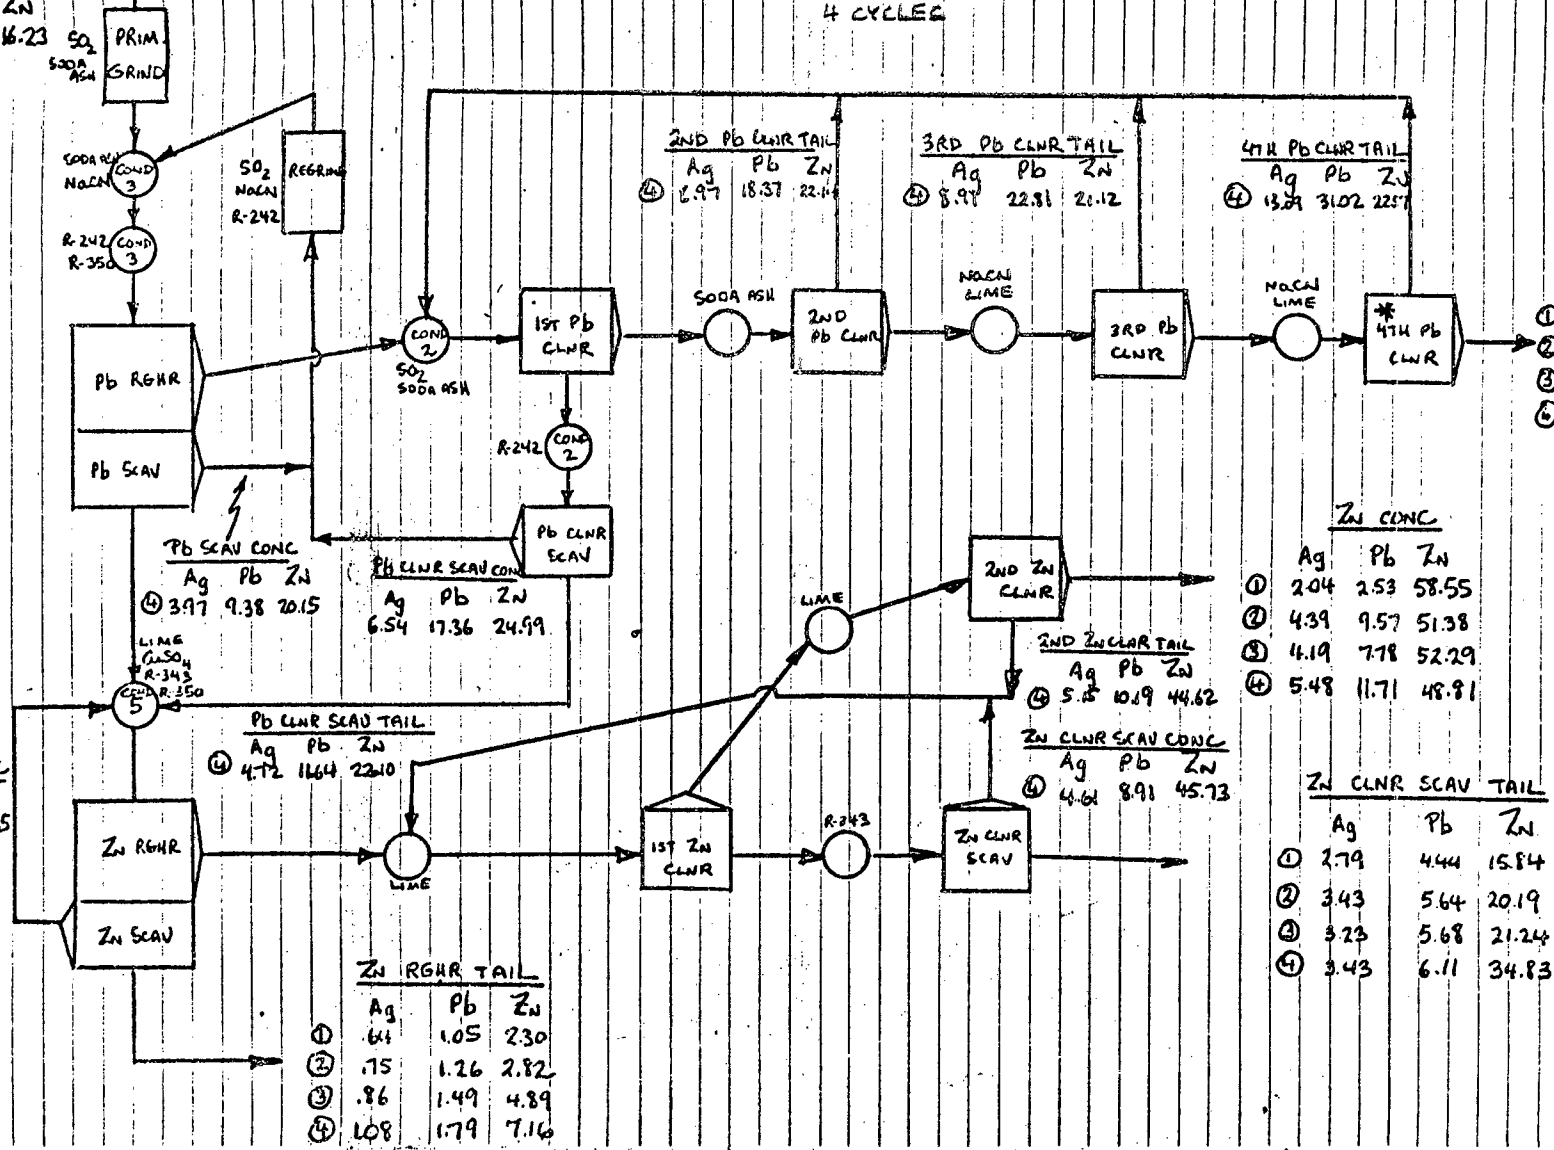 ZN
16.23
4 CYCLES
SO2
SODA
ASH
PRIM.
GRIND
SODA ASH
NaCN
COND
3
SO2
NaCN
R-242
REGRIND
R-242
R-350
COND
3
2ND Pb CLNR TAIL
Ag Pb ZN
④ 18.37
3RD Pb CLNR TAIL
Ag Pb ZN
④ 8.97 22.81 21.12
4TH Pb CLNR TAIL
Ag Pb ZN
④ 31.02 22.57
Pb RGHR
Pb SCAV
COND
2
SO2
SODA ASH
1ST Pb
CLNR
SODA ASH
2ND
Pb CLNR
NaCN
LIME
3RD Pb
CLNR
NaCN
LIME
*
4TH Pb
CLNR
①
②
③
④
R-242
COND
2
Pb CLNR
SCAV
Pb SCAV CONC
Ag Pb ZN
④ 3.97 9.38 20.15
Pb CLNR SCAV CONC
Ag Pb ZN
6.54 17.36 24.99
LIME
CuSO4
R-343
R-350
COND
5
Pb CLNR SCAV TAIL
Ag Pb ZN
④ 4.72 11.64 22.10
LIME
2ND ZN
CLNR
2ND ZN CLNR TAIL
Ag Pb ZN
④ 10.19 44.62
ZN CLNR SCAV CONC
Ag Pb ZN
④ 4.61 8.91 45.73
ZN CONC
Ag Pb ZN
① 2.04 2.53 58.55
② 4.39 9.57 51.38
③ 4.19 7.78 52.29
④ 5.48 11.71 48.81
ZN RGHR
ZN SCAV
LIME
1ST ZN
CLNR
R-343
ZN CLNR
SCAV
ZN CLNR SCAV TAIL
Ag Pb ZN
① 2.79 4.44 15.84
② 3.43 5.64 20.19
③ 3.23 5.68 21.24
④ 3.43 6.11 34.83
ZN RGHR TAIL
Ag Pb ZN
① .64 1.05 2.30
② .75 1.26 2.82
③ .86 1.49 4.89
④ 1.08 1.79 7.16